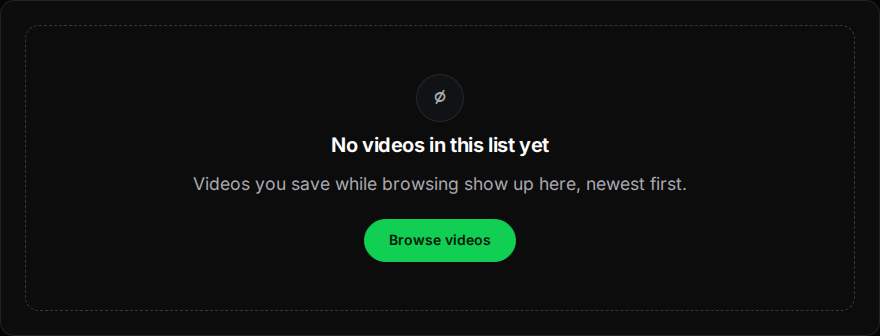 ø
No videos in this list yet
Videos you save while browsing show up here, newest first.
Browse videos